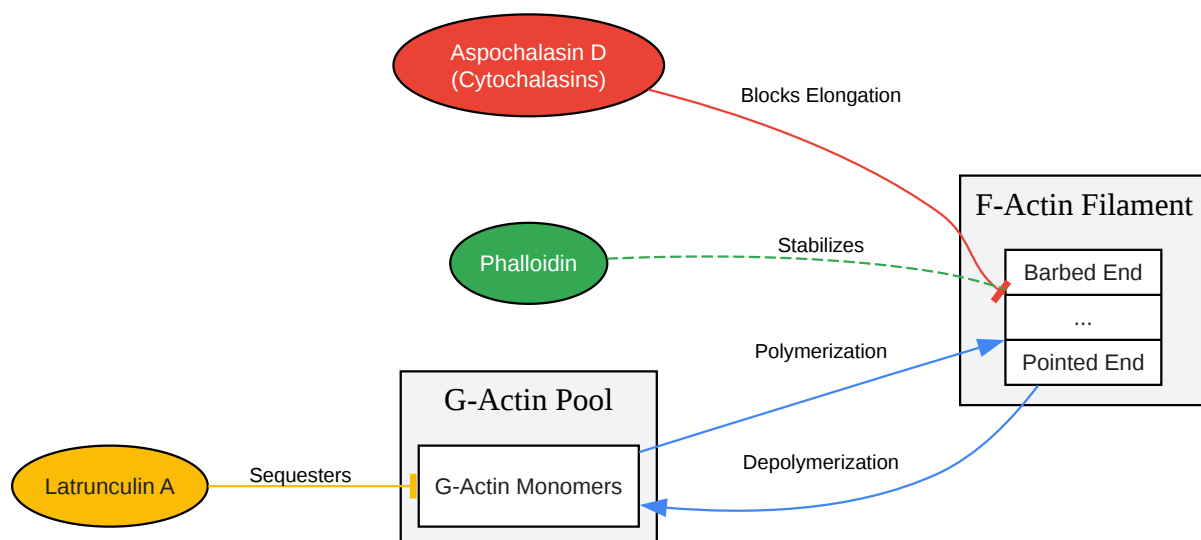 Aspochalasin D
(Cytochalasins)
Blocks Elongation
F-Actin Filament
Phalloidin
Stabilizes
Barbed End
...
Polymerization
Pointed End
G-Actin Pool
Depolymerization
Latrunculin A
Sequesters
G-Actin Monomers